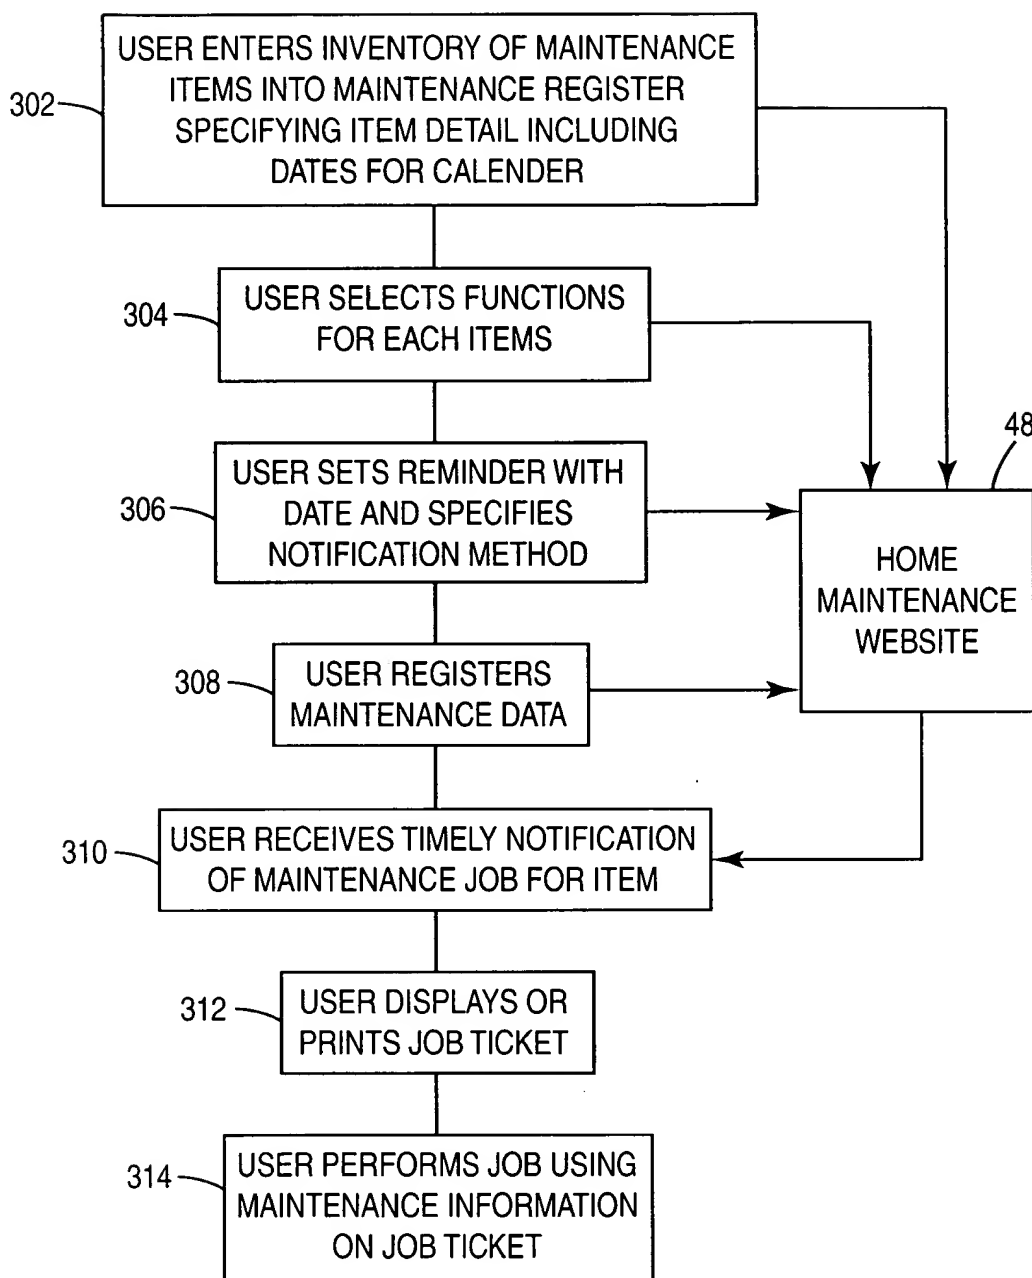 USER ENTERS INVENTORY OF MAINTENANCE
ITEMS INTO MAINTENANCE REGISTER
SPECIFYING ITEM DETAIL INCLUDING
DATES FOR CALENDER
302
USER SELECTS FUNCTIONS
FOR EACH ITEMS
304
USER SETS REMINDER WITH
DATE AND SPECIFIES
NOTIFICATION METHOD
306
48
HOME
MAINTENANCE
WEBSITE
USER REGISTERS
MAINTENANCE DATA
308
USER RECEIVES TIMELY NOTIFICATION
OF MAINTENANCE JOB FOR ITEM
310
USER DISPLAYS OR
PRINTS JOB TICKET
312
USER PERFORMS JOB USING
MAINTENANCE INFORMATION
ON JOB TICKET
314